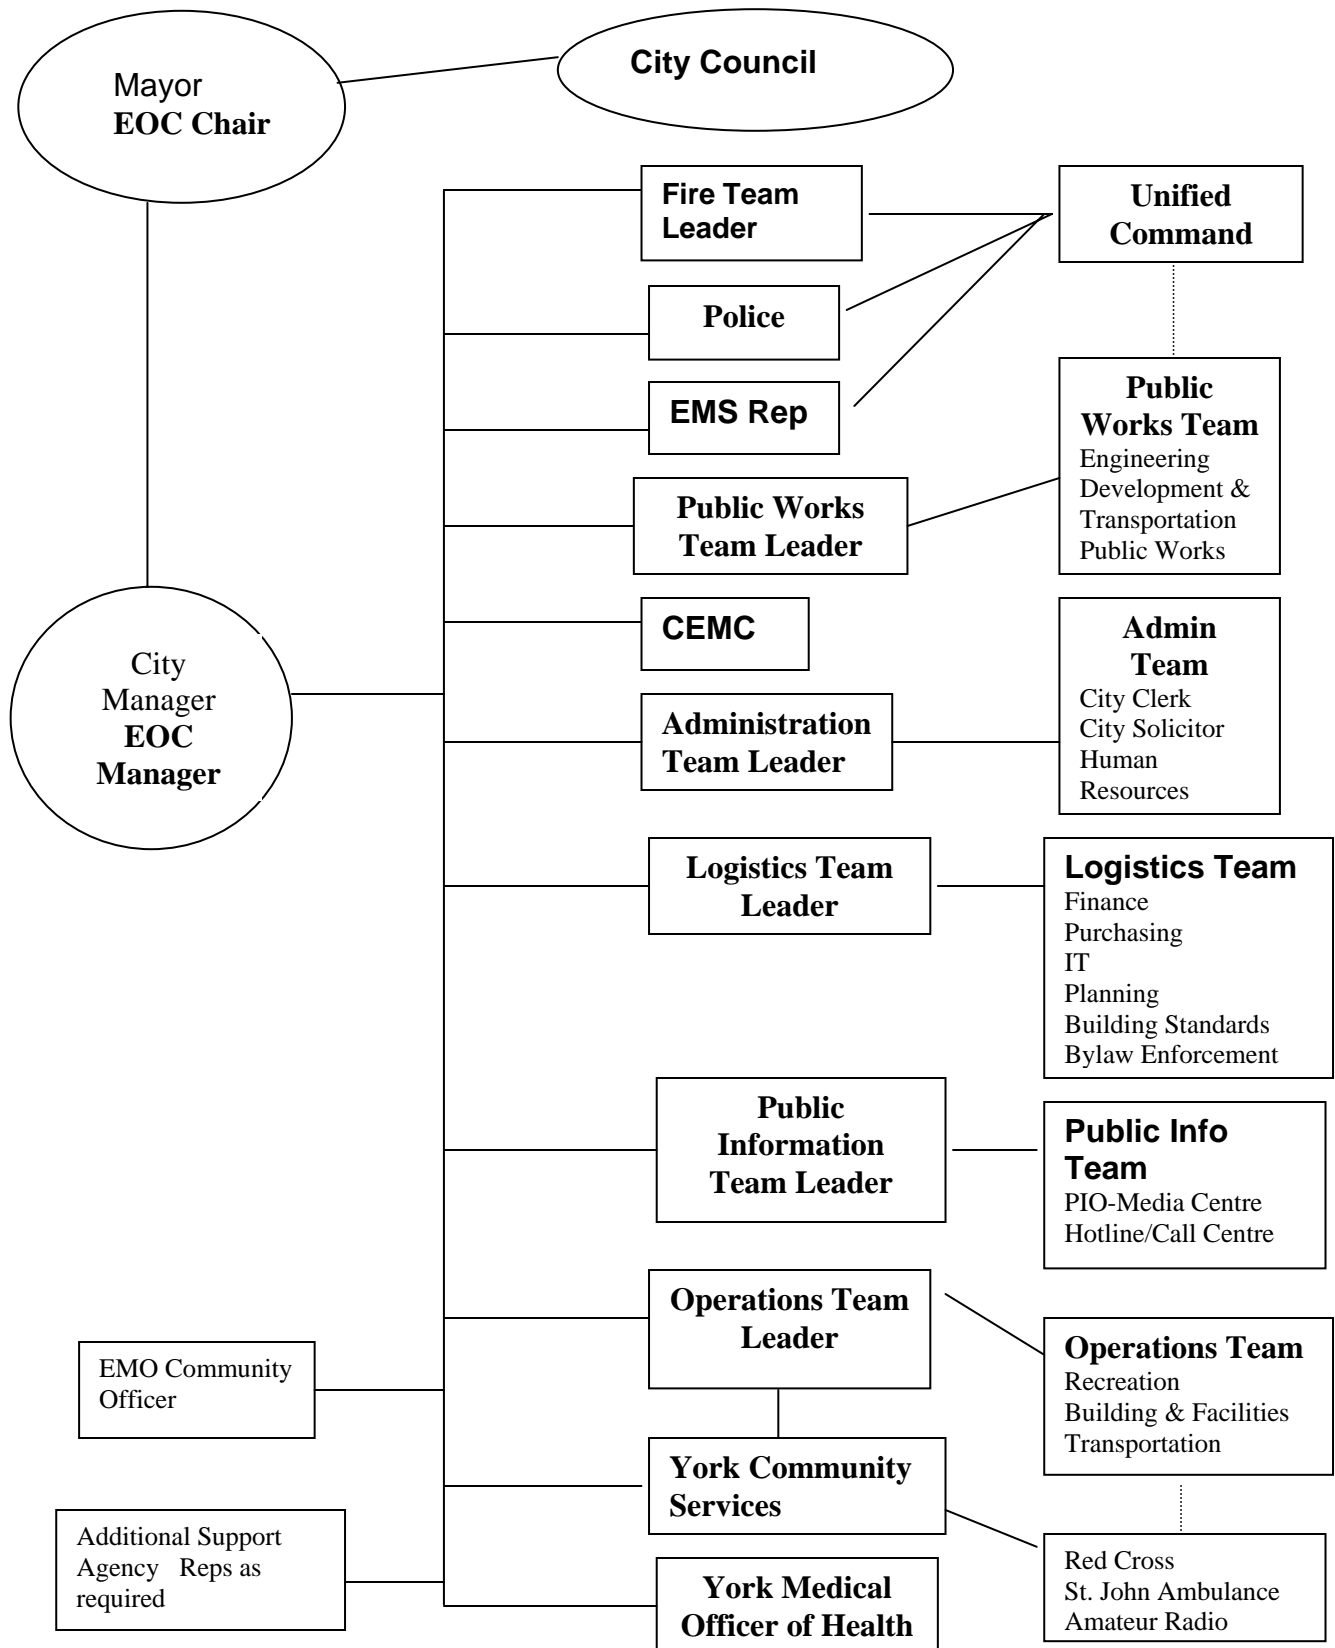 Mayor
EOC Chair
City Council
Fire Team
Leader
Unified
Command
Police
EMS Rep
Public
Works Team
Engineering
Development &
Transportation
Public Works
Public Works
Team Leader
CEMC
Admin
Team
City Clerk
City Solicitor
Human
Resources
City
Manager
EOC
Manager
Administration
Team Leader
Logistics Team
Leader
Logistics Team
Finance
Purchasing
IT
Planning
Building Standards
Bylaw Enforcement
Public
Information
Team Leader
Public Info
Team
PIO-Media Centre
Hotline/Call Centre
Operations Team
Leader
Operations Team
Recreation
Building & Facilities
Transportation
EMO Community
Officer
York Community
Services
Additional Support
Agency Reps as
required
Red Cross
St. John Ambulance
Amateur Radio
York Medical
Officer of Health